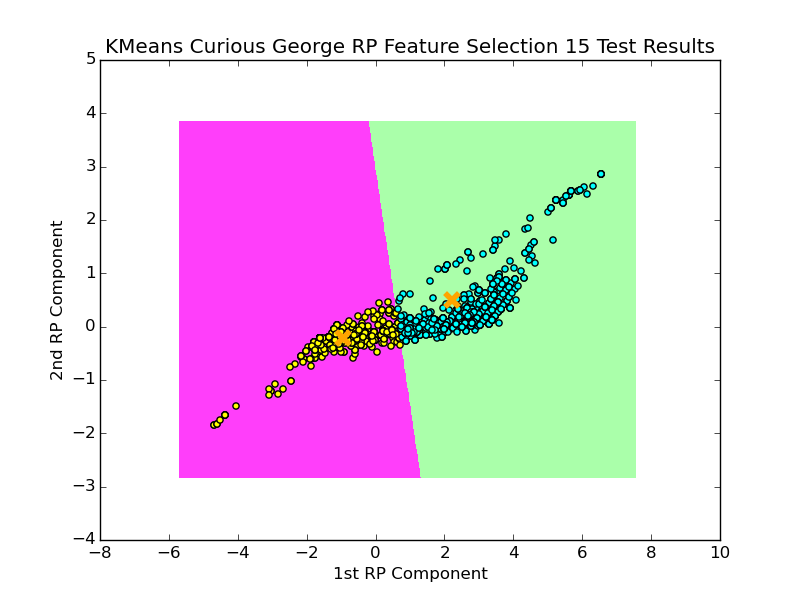 KMeans Curious George RP Feature Selection 15 Test Results
5
4
3
2
1
0
−1
−2
−3
−4
2nd RP Component
−8 −6 −4 −2 0 2 4 6 8 10
1st RP Component